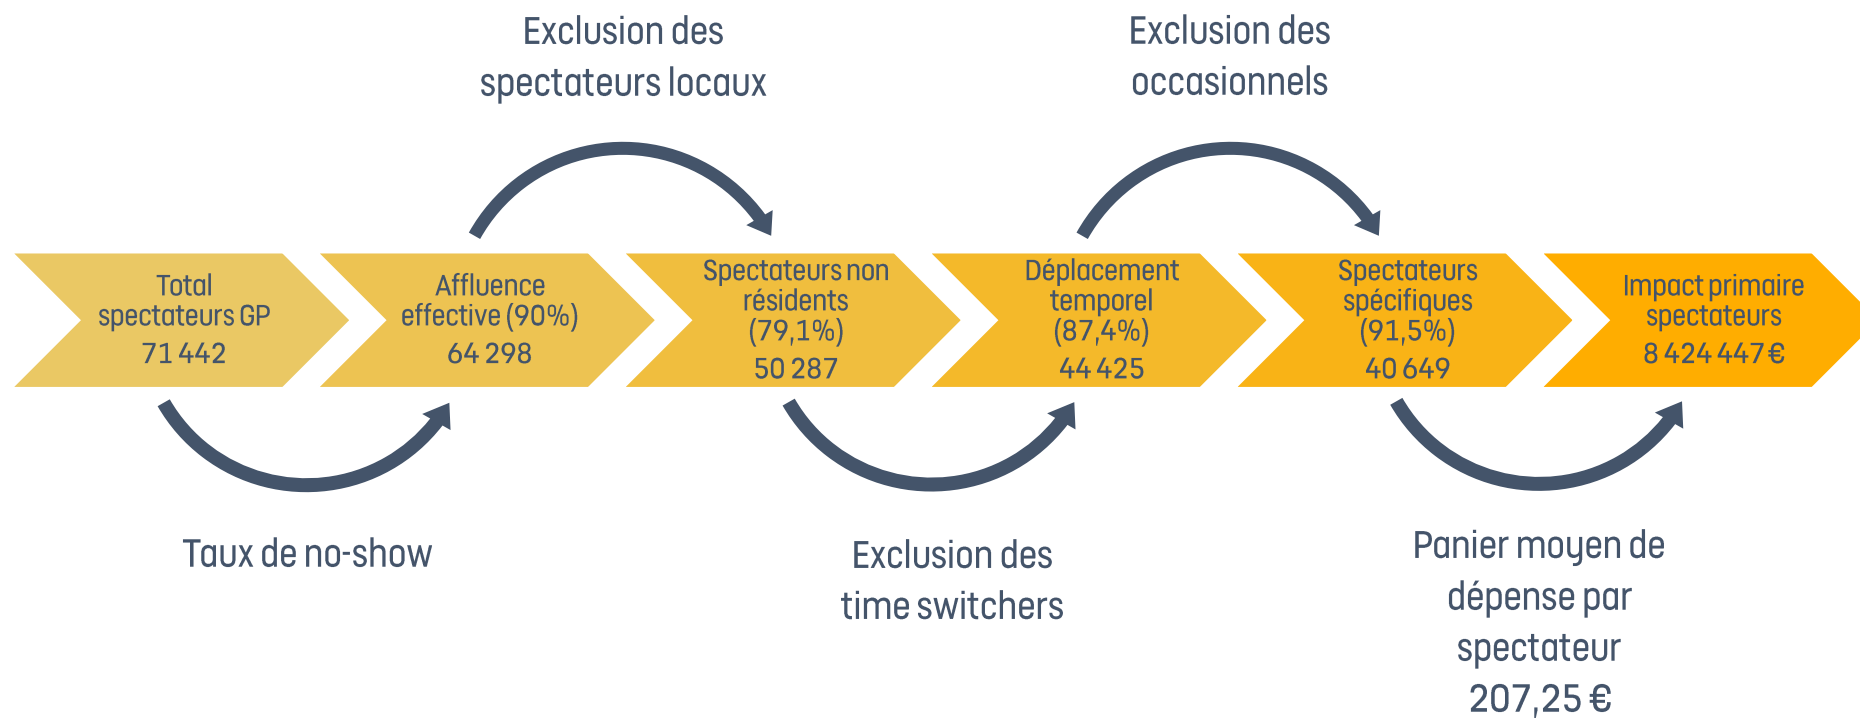 Exclusion des
spectateurs locaux
Exclusion des
occasionnels
Total
spectateurs GP
71 442
Affluence
effective (90%)
64 298
Spectateurs non
résidents
(79,1%)
50 287
Déplacement
temporel
(87,4%)
44 425
Spectateurs
spécifiques
(91,5%)
40 649
Impact primaire
spectateurs
8 424 447 €
Taux de no-show
Exclusion des
time switchers
Panier moyen de
dépense par
spectateur
207,25 €